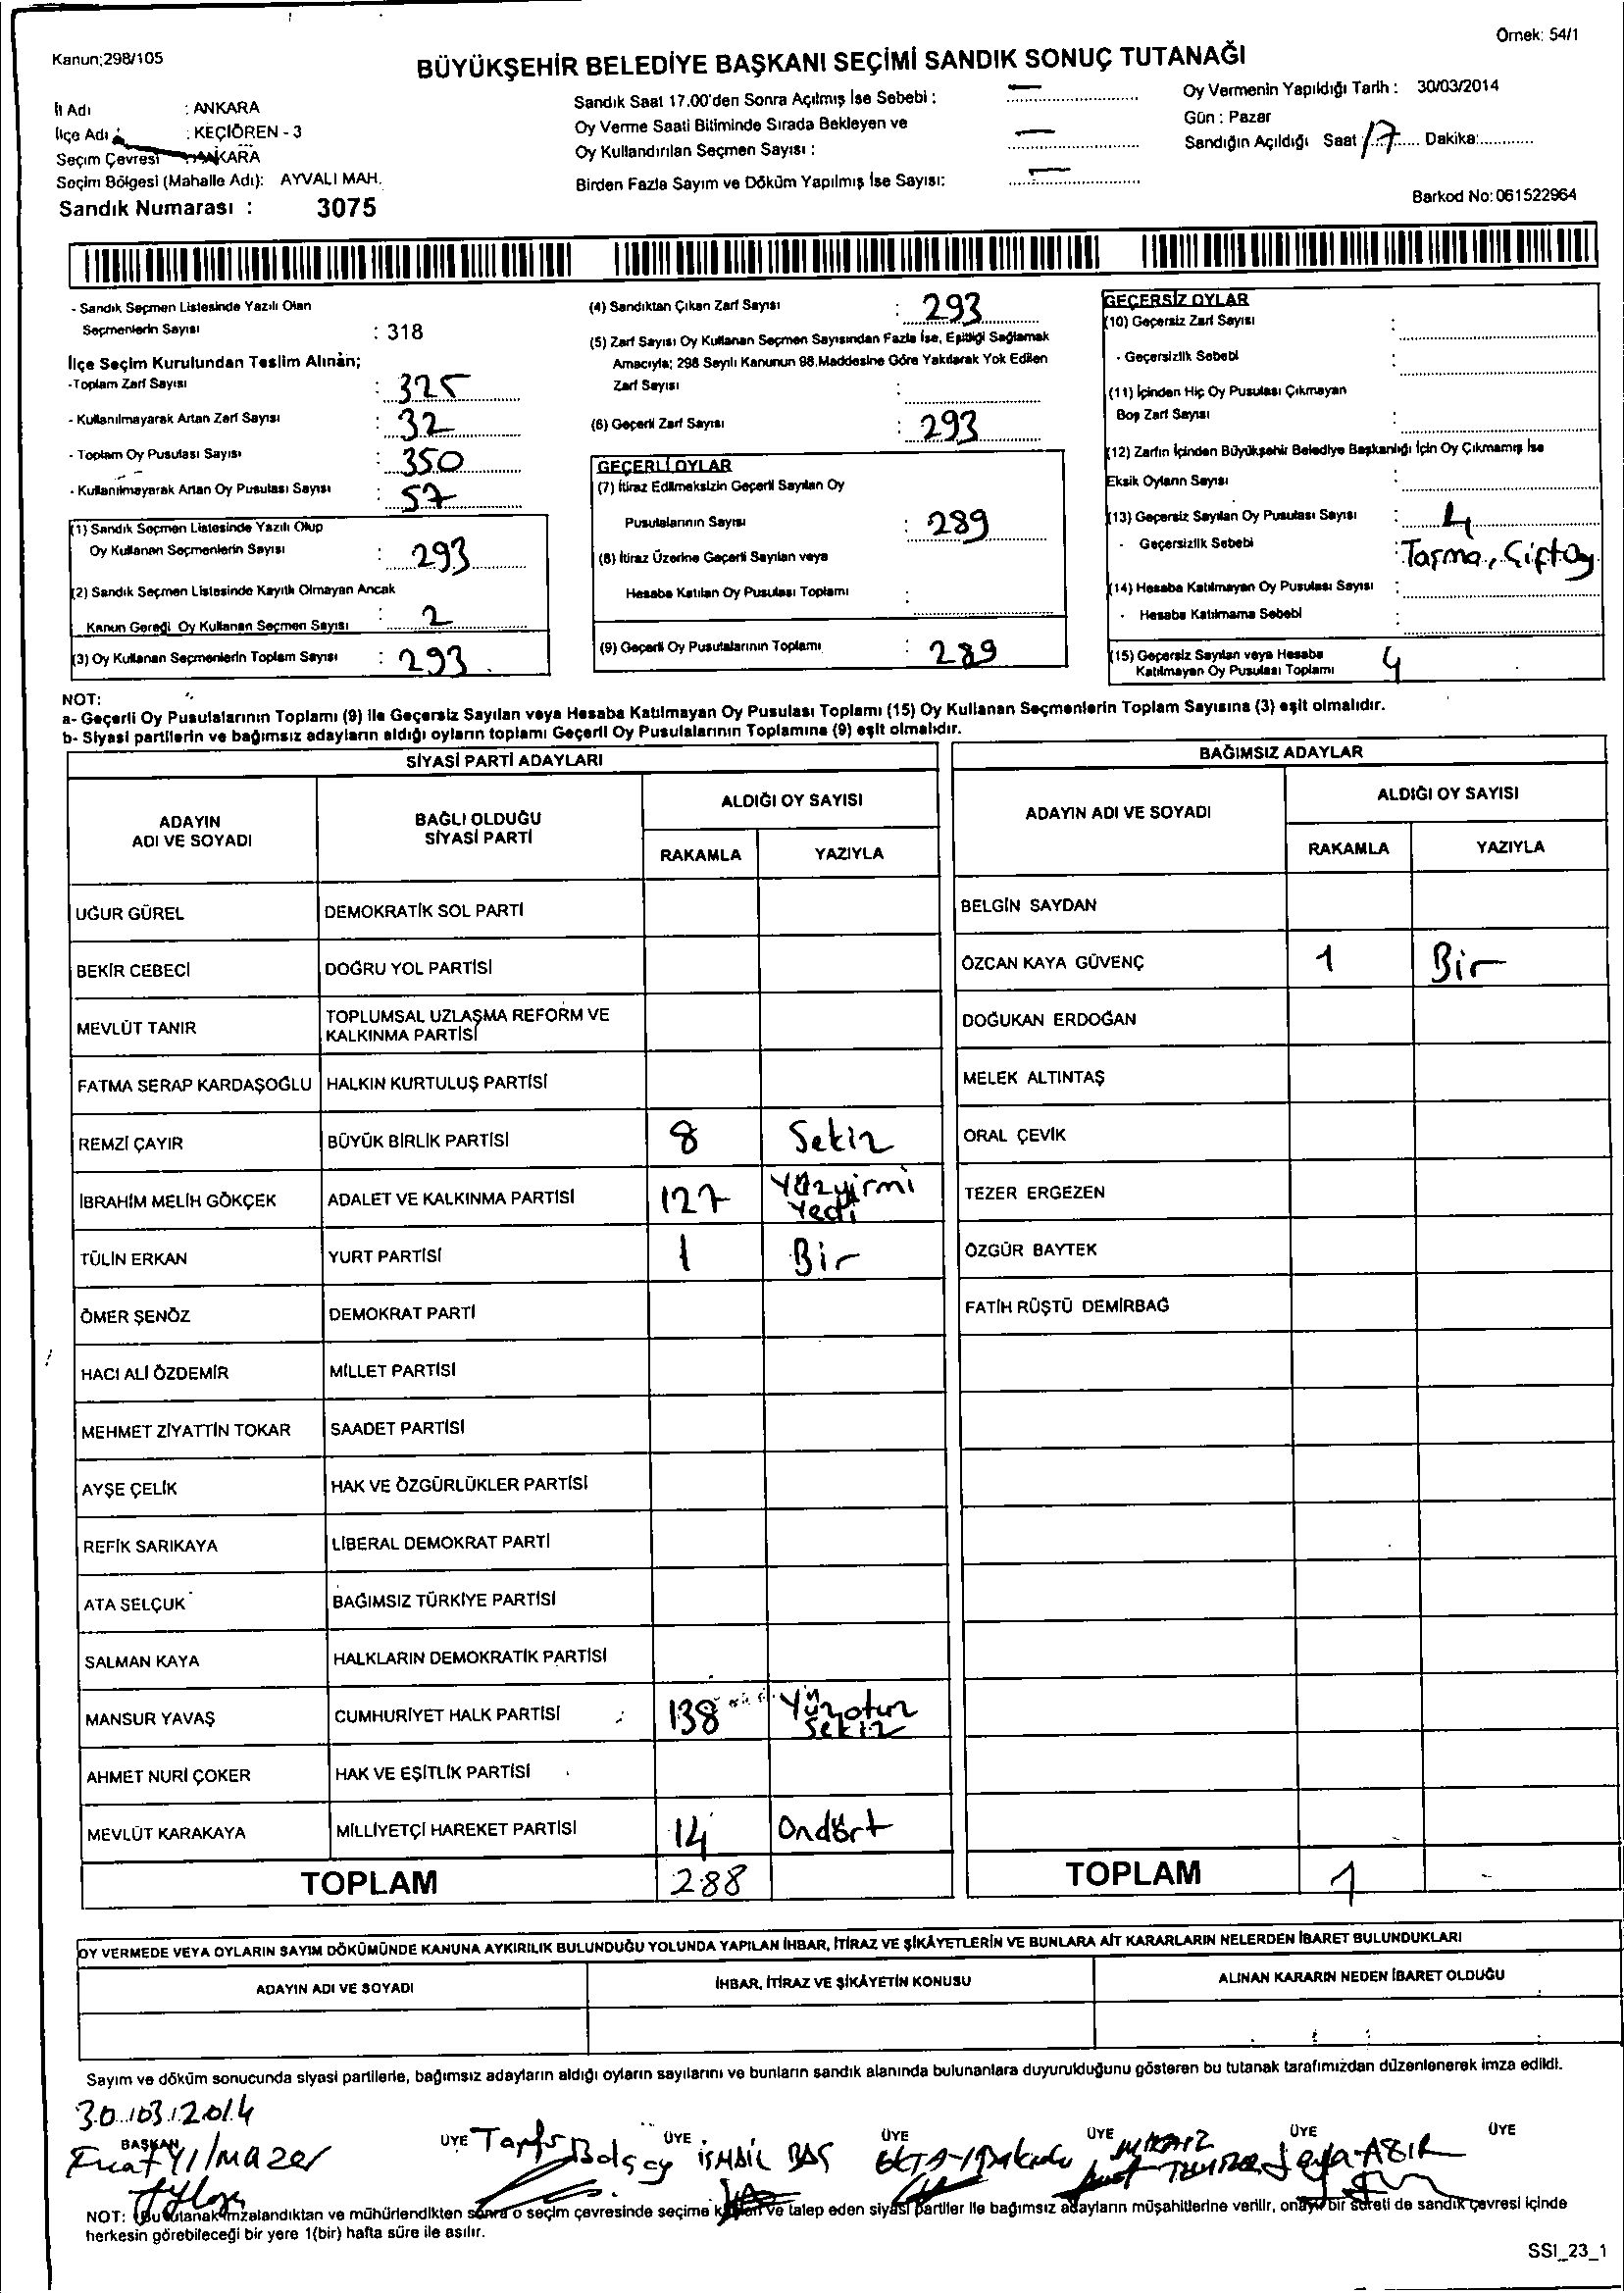 Örnek: 54/1
Kanun;298/105
BÜYÜKŞEHİR BELEDİYE BAŞKANI SEÇİMİ SANDIK SONUÇ TUTANAĞI
İl Adı : ANKARA
İlçe Adı : KEÇİÖREN - 3
Seçim Çevresi : ANKARA
Seçim Bölgesi (Mahalle Adı): AYVALI MAH.
Sandık Numarası : 3075
Sandık Saat 17.00'den Sonra Açılmış İse Sebebi :
Oy Verme Saati Bitiminde Sırada Bekleyen ve
Oy Kullandırılan Seçmen Sayısı :
Birden Fazla Sayım ve Döküm Yapılmış İse Sayısı:
Oy Vermenin Yapıldığı Tarih : 30/03/2014
Gün : Pazar
Sandığın Açıldığı Saat 17 Dakika:
Barkod No:061522964
- Sandık Seçmen Listesinde Yazılı Olan
Seçmenlerin Sayısı : 318
İlçe Seçim Kurulundan Teslim Alınan;
-Toplam Zarf Sayısı : 325
- Kullanılmayarak Artan Zarf Sayısı : 32
- Toplam Oy Pusulası Sayısı : 350
- Kullanılmayarak Artan Oy Pusulası Sayısı : 57
(1) Sandık Seçmen Listesinde Yazılı Olup
Oy Kullanan Seçmenlerin Sayısı : 293
(2) Sandık Seçmen Listesinde Kayıtlı Olmayan Ancak
Kanun Gereği Oy Kullanan Seçmen Sayısı : 2
(3) Oy Kullanan Seçmenlerin Toplam Sayısı : 293
(4) Sandıktan Çıkan Zarf Sayısı : 293
(5) Zarf Sayısı Oy Kullanan Seçmen Sayısından Fazla İse, Eşitliği Sağlamak
Amacıyla; 298 Sayılı Kanunun 98.Maddesine Göre Yakılarak Yok Edilen
Zarf Sayısı :
(6) Geçerli Zarf Sayısı : 293
GEÇERLİ OYLAR
(7) İtiraz Edilmeksizin Geçerli Sayılan Oy
Pusulalarının Sayısı : 289
(8) İtiraz Üzerine Geçerli Sayılan veya
Hesaba Katılan Oy Pusulası Toplamı :
(9) Geçerli Oy Pusulalarının Toplamı : 289
GEÇERSİZ OYLAR
(10) Geçersiz Zarf Sayısı :
- Geçersizlik Sebebi :
(11) İçinden Hiç Oy Pusulası Çıkmayan
Boş Zarf Sayısı :
(12) Zarfın İçinden Büyükşehir Belediye Başkanlığı İçin Oy Çıkmamış İse
Eksik Oyların Sayısı :
(13) Geçersiz Sayılan Oy Pusulası Sayısı : 4
- Geçersizlik Sebebi : Taşma, Çift Oy
(14) Hesaba Katılmayan Oy Pusulası Sayısı :
- Hesaba Katılmama Sebebi :
(15) Geçersiz Sayılan veya Hesaba
Katılmayan Oy Pusulası Toplamı 4
NOT:
a- Geçerli Oy Pusulalarının Toplamı (9) ile Geçersiz Sayılan veya Hesaba Katılmayan Oy Pusulası Toplamı (15) Oy Kullanan Seçmenlerin Toplam Sayısına (3) eşit olmalıdır.
b- Siyasi partilerin ve bağımsız adayların aldığı oyların toplamı Geçerli Oy Pusulalarının Toplamına (9) eşit olmalıdır.
SİYASİ PARTİ ADAYLARI
ADAYIN
ADI VE SOYADI
BAĞLI OLDUĞU
SİYASİ PARTİ
ALDIĞI OY SAYISI
RAKAMLA YAZIYLA
UĞUR GÜREL DEMOKRATİK SOL PARTİ
BEKİR CEBECİ DOĞRU YOL PARTİSİ
MEVLÜT TANIR TOPLUMSAL UZLAŞMA REFORM VE
KALKINMA PARTİSİ
FATMA SERAP KARDAŞOĞLU HALKIN KURTULUŞ PARTİSİ
REMZİ ÇAYIR BÜYÜK BİRLİK PARTİSİ 8 Sekiz
İBRAHİM MELİH GÖKÇEK ADALET VE KALKINMA PARTİSİ 127 Yüzyirmi
Yedi
TÜLİN ERKAN YURT PARTİSİ 1 Bir
ÖMER ŞENÖZ DEMOKRAT PARTİ
HACI ALİ ÖZDEMİR MİLLET PARTİSİ
MEHMET ZİYATTİN TOKAR SAADET PARTİSİ
AYŞE ÇELİK HAK VE ÖZGÜRLÜKLER PARTİSİ
REFİK SARIKAYA LİBERAL DEMOKRAT PARTİ
ATA SELÇUK BAĞIMSIZ TÜRKİYE PARTİSİ
SALMAN KAYA HALKLARIN DEMOKRATİK PARTİSİ
MANSUR YAVAŞ CUMHURİYET HALK PARTİSİ 138 Yüzotuz
Sekiz
AHMET NURİ ÇOKER HAK VE EŞİTLİK PARTİSİ
MEVLÜT KARAKAYA MİLLİYETÇİ HAREKET PARTİSİ 14 Ondört
TOPLAM 288
BAĞIMSIZ ADAYLAR
ADAYIN ADI VE SOYADI
ALDIĞI OY SAYISI
RAKAMLA YAZIYLA
BELGİN SAYDAN
ÖZCAN KAYA GÜVENÇ 1 Bir
DOĞUKAN ERDOĞAN
MELEK ALTINTAŞ
ORAL ÇEVİK
TEZER ERGEZEN
ÖZGÜR BAYTEK
FATİH RÜŞTÜ DEMİRBAĞ
TOPLAM 1 -
OY VERMEDE VEYA OYLARIN SAYIM DÖKÜMÜNDE KANUNA AYKIRILIK BULUNDUĞU YOLUNDA YAPILAN İHBAR, İTİRAZ VE ŞİKÂYETLERİN VE BUNLARA AİT KARARLARIN NELERDEN İBARET BULUNDUKLARI
ADAYIN ADI VE SOYADI İHBAR, İTİRAZ VE ŞİKÂYETİN KONUSU ALINAN KARARIN NEDEN İBARET OLDUĞU
Sayım ve döküm sonucunda siyasi partilerle, bağımsız adayların aldığı oyların sayılarını ve bunların sandık alanında bulunanlara duyurulduğunu gösteren bu tutanak tarafımızdan düzenlenerek imza edildi.
30/03/2014
BAŞKAN ÜYE ÜYE ÜYE ÜYE ÜYE ÜYE
Fuat Yılmazer İSMAİL BAŞ
NOT: Bu tutanak imzalandıktan ve mühürlendikten sonra o seçim çevresinde seçime katılan ve talep eden siyasi partiler ile bağımsız adayların müşahitlerine verilir, onaylı bir sureti de sandık çevresi içinde
herkesin görebileceği bir yere 1(bir) hafta süre ile asılır.
SSI_23_1